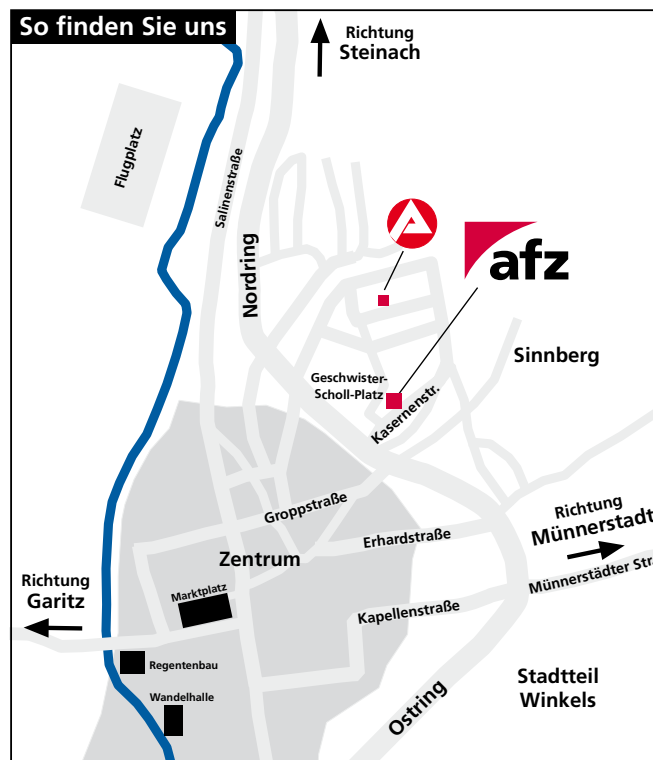 So finden Sie uns
Richtung
Steinach
Flugplatz
Salinenstraße
Nordring
afz
Sinnberg
Geschwister-
Scholl-Platz
Kasernenstr.
Groppstraße
Erhardstraße
Richtung
Münnerstadt
Zentrum
Richtung
Garitz
Marktplatz
Kapellenstraße
Münnerstädter Str
Regentenbau
Wandelhalle
Ostring
Stadtteil
Winkels